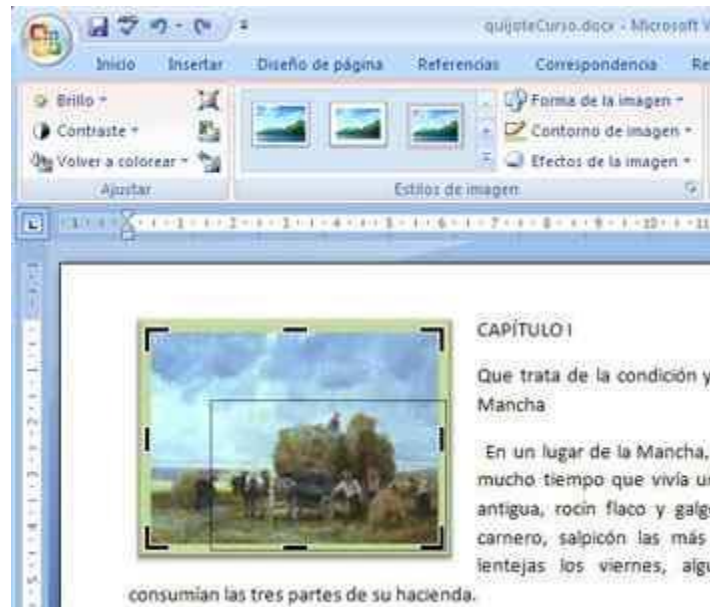 quijoteCurso.docx - Microsoft
Inicio Insertar Diseño de página Referencias Correspondencia Re
Brillo
Contraste
Volver a colorear
Ajustar
Forma de la imagen
Contorno de imagen
Efectos de la imagen
Estilos de imagen
CAPÍTULO I
Que trata de la condición y
Mancha
En un lugar de la Mancha,
mucho tiempo que vivía
antigua, rocín flaco y
carnero, salpicón las más
lentejas los viernes,
consumían las tres partes de su hacienda.